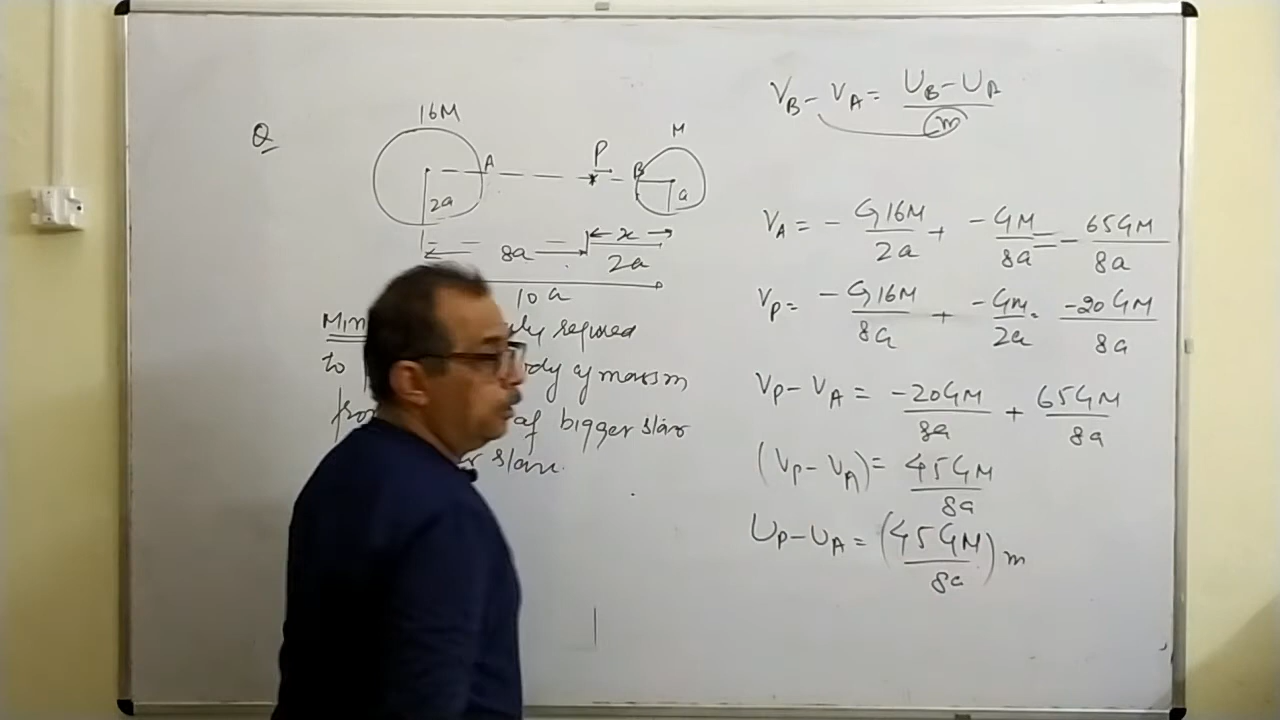 Q
16M
M
A
P
B
2a
a
8a
x
2a
10a
Min
required
to
body of mass m
of bigger star
star.
V_B - V_A = (U_B - U_A)/m
V_A = - G16M/2a + - GM/8a = - 65GM/8a
V_P = - G16M/8a + - Gm/2a = -20GM/8a
V_P - V_A = -20GM/8a + 65GM/8a
(V_P - V_A) = 45GM/8a
U_P - U_A = (45GM/8a) m